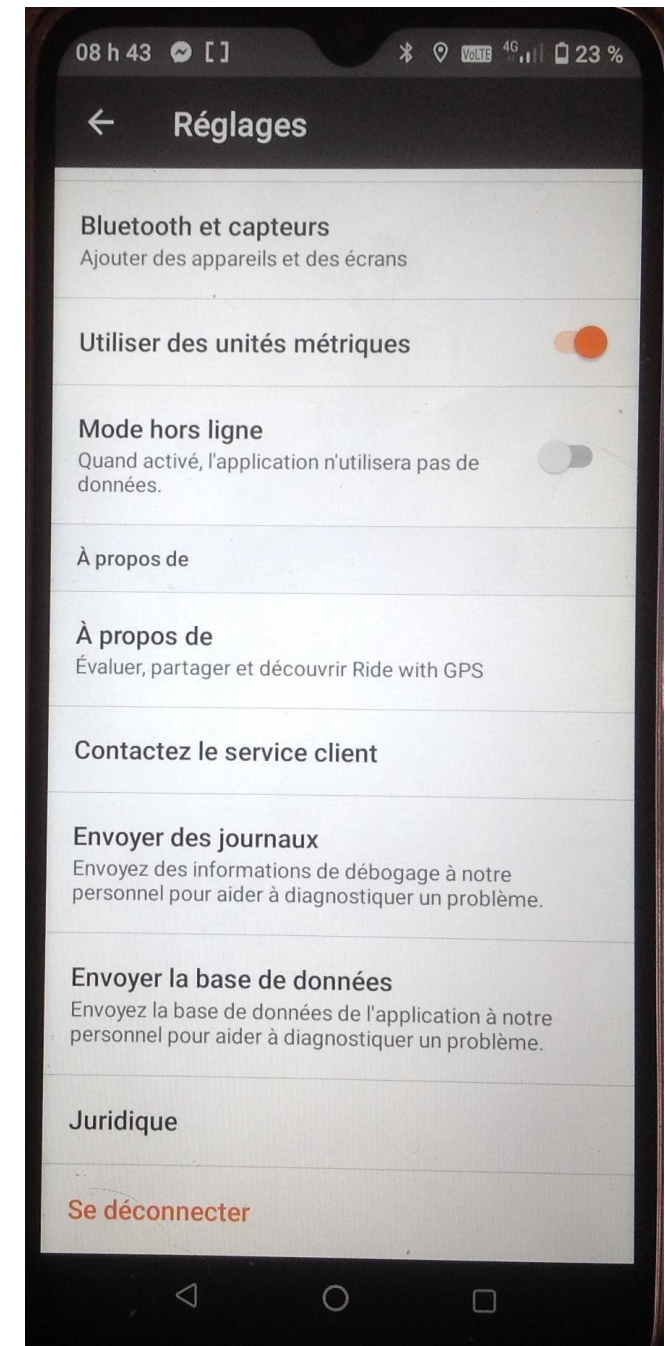 08 h 43
VoLTE 4G 23 %
Réglages
Bluetooth et capteurs
Ajouter des appareils et des écrans
Utiliser des unités métriques
Mode hors ligne
Quand activé, l'application n'utilisera pas de
données.
À propos de
À propos de
Évaluer, partager et découvrir Ride with GPS
Contactez le service client
Envoyer des journaux
Envoyez des informations de débogage à notre
personnel pour aider à diagnostiquer un problème.
Envoyer la base de données
Envoyez la base de données de l'application à notre
personnel pour aider à diagnostiquer un problème.
Juridique
Se déconnecter